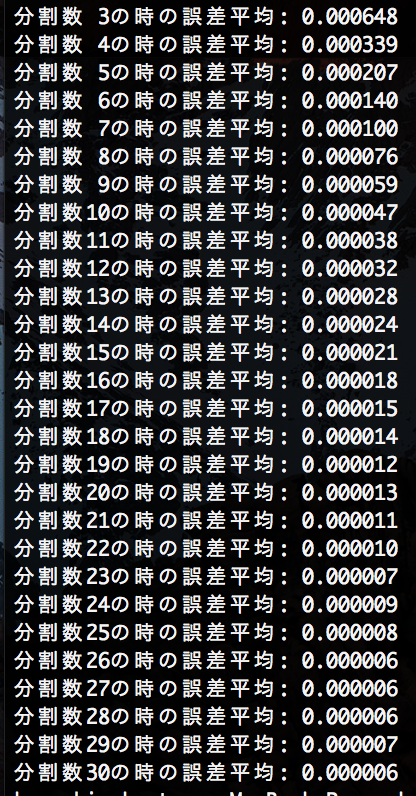 分割数 3の時の誤差平均: 0.000648
分割数 4の時の誤差平均: 0.000339
分割数 5の時の誤差平均: 0.000207
分割数 6の時の誤差平均: 0.000140
分割数 7の時の誤差平均: 0.000100
分割数 8の時の誤差平均: 0.000076
分割数 9の時の誤差平均: 0.000059
分割数10の時の誤差平均: 0.000047
分割数11の時の誤差平均: 0.000038
分割数12の時の誤差平均: 0.000032
分割数13の時の誤差平均: 0.000028
分割数14の時の誤差平均: 0.000024
分割数15の時の誤差平均: 0.000021
分割数16の時の誤差平均: 0.000018
分割数17の時の誤差平均: 0.000015
分割数18の時の誤差平均: 0.000014
分割数19の時の誤差平均: 0.000012
分割数20の時の誤差平均: 0.000013
分割数21の時の誤差平均: 0.000011
分割数22の時の誤差平均: 0.000010
分割数23の時の誤差平均: 0.000007
分割数24の時の誤差平均: 0.000009
分割数25の時の誤差平均: 0.000008
分割数26の時の誤差平均: 0.000006
分割数27の時の誤差平均: 0.000006
分割数28の時の誤差平均: 0.000006
分割数29の時の誤差平均: 0.000007
分割数30の時の誤差平均: 0.000006